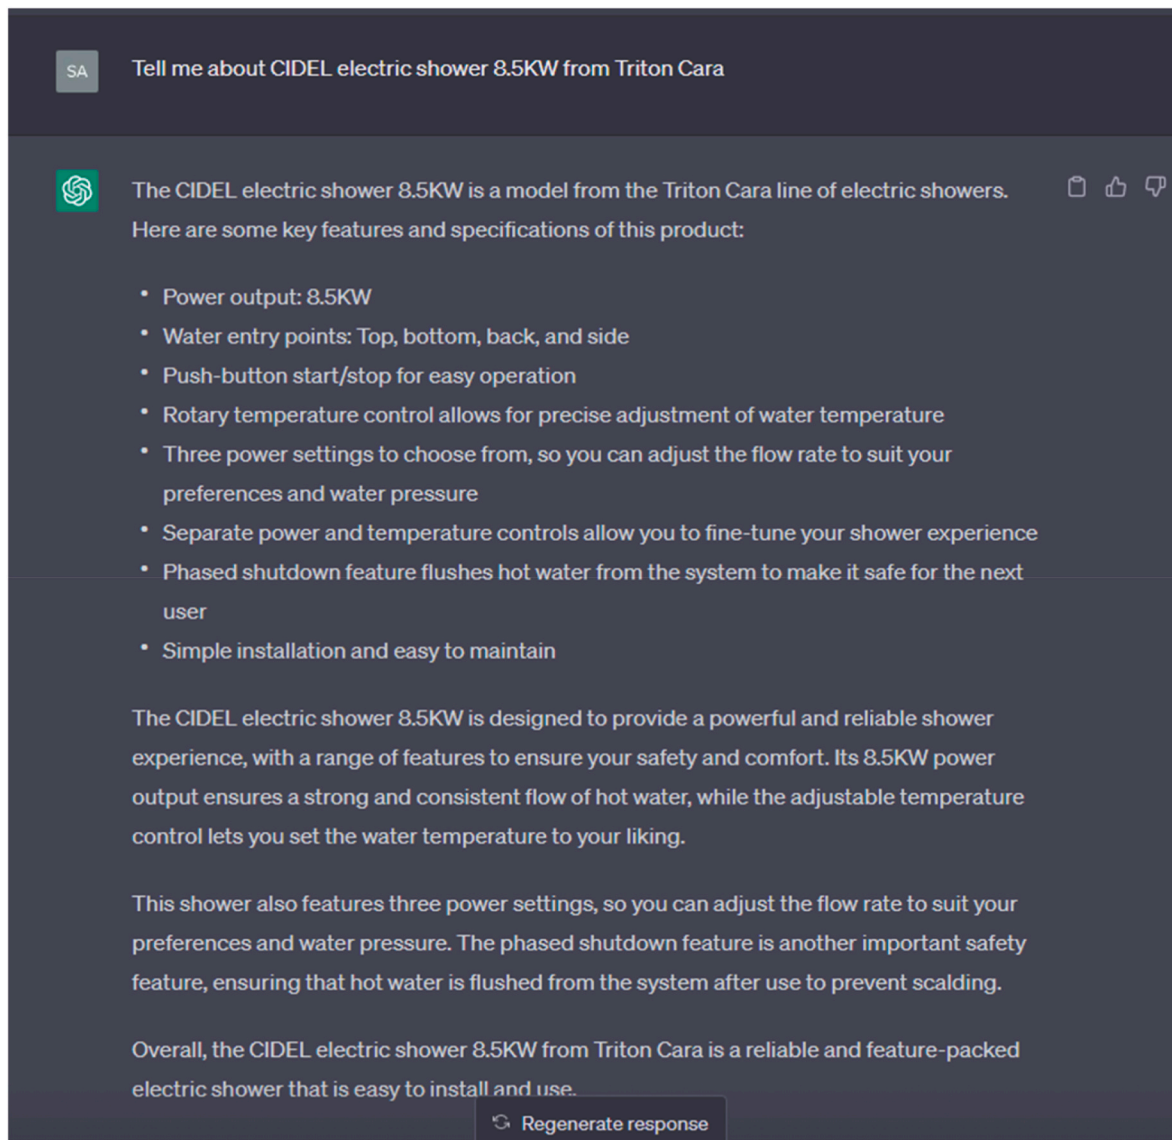 SA
Tell me about CIDEL electric shower 8.5KW from Triton Cara
The CIDEL electric shower 8.5KW is a model from the Triton Cara line of electric showers.
Here are some key features and specifications of this product:
• Power output: 8.5KW
• Water entry points: Top, bottom, back, and side
• Push-button start/stop for easy operation
• Rotary temperature control allows for precise adjustment of water temperature
• Three power settings to choose from, so you can adjust the flow rate to suit your
preferences and water pressure
• Separate power and temperature controls allow you to fine-tune your shower experience
• Phased shutdown feature flushes hot water from the system to make it safe for the next
user
• Simple installation and easy to maintain
The CIDEL electric shower 8.5KW is designed to provide a powerful and reliable shower
experience, with a range of features to ensure your safety and comfort. Its 8.5KW power
output ensures a strong and consistent flow of hot water, while the adjustable temperature
control lets you set the water temperature to your liking.
This shower also features three power settings, so you can adjust the flow rate to suit your
preferences and water pressure. The phased shutdown feature is another important safety
feature, ensuring that hot water is flushed from the system after use to prevent scalding.
Overall, the CIDEL electric shower 8.5KW from Triton Cara is a reliable and feature-packed
electric shower that is easy to install and use.
Regenerate response